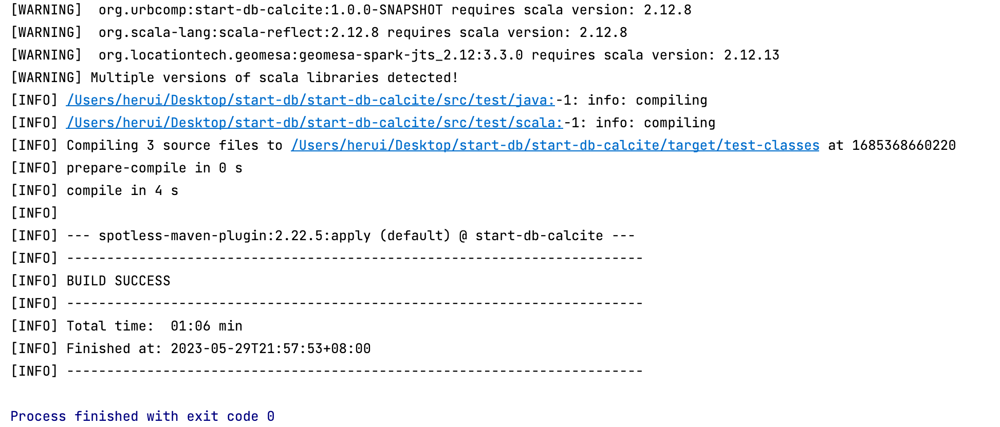 [WARNING]  org.urbcomp:start-db-calcite:1.0.0-SNAPSHOT requires scala version: 2.12.8
[WARNING]  org.scala-lang:scala-reflect:2.12.8 requires scala version: 2.12.8
[WARNING]  org.locationtech.geomesa:geomesa-spark-jts_2.12:3.3.0 requires scala version: 2.12.13
[WARNING] Multiple versions of scala libraries detected!
[INFO] /Users/herui/Desktop/start-db/start-db-calcite/src/test/java:-1: info: compiling
[INFO] /Users/herui/Desktop/start-db/start-db-calcite/src/test/scala:-1: info: compiling
[INFO] Compiling 3 source files to /Users/herui/Desktop/start-db/start-db-calcite/target/test-classes at 1685368660220
[INFO] prepare-compile in 0 s
[INFO] compile in 4 s
[INFO]
[INFO] --- spotless-maven-plugin:2.22.5:apply (default) @ start-db-calcite ---
[INFO] ------------------------------------------------------------------------
[INFO] BUILD SUCCESS
[INFO] ------------------------------------------------------------------------
[INFO] Total time:  01:06 min
[INFO] Finished at: 2023-05-29T21:57:53+08:00
[INFO] ------------------------------------------------------------------------
Process finished with exit code 0